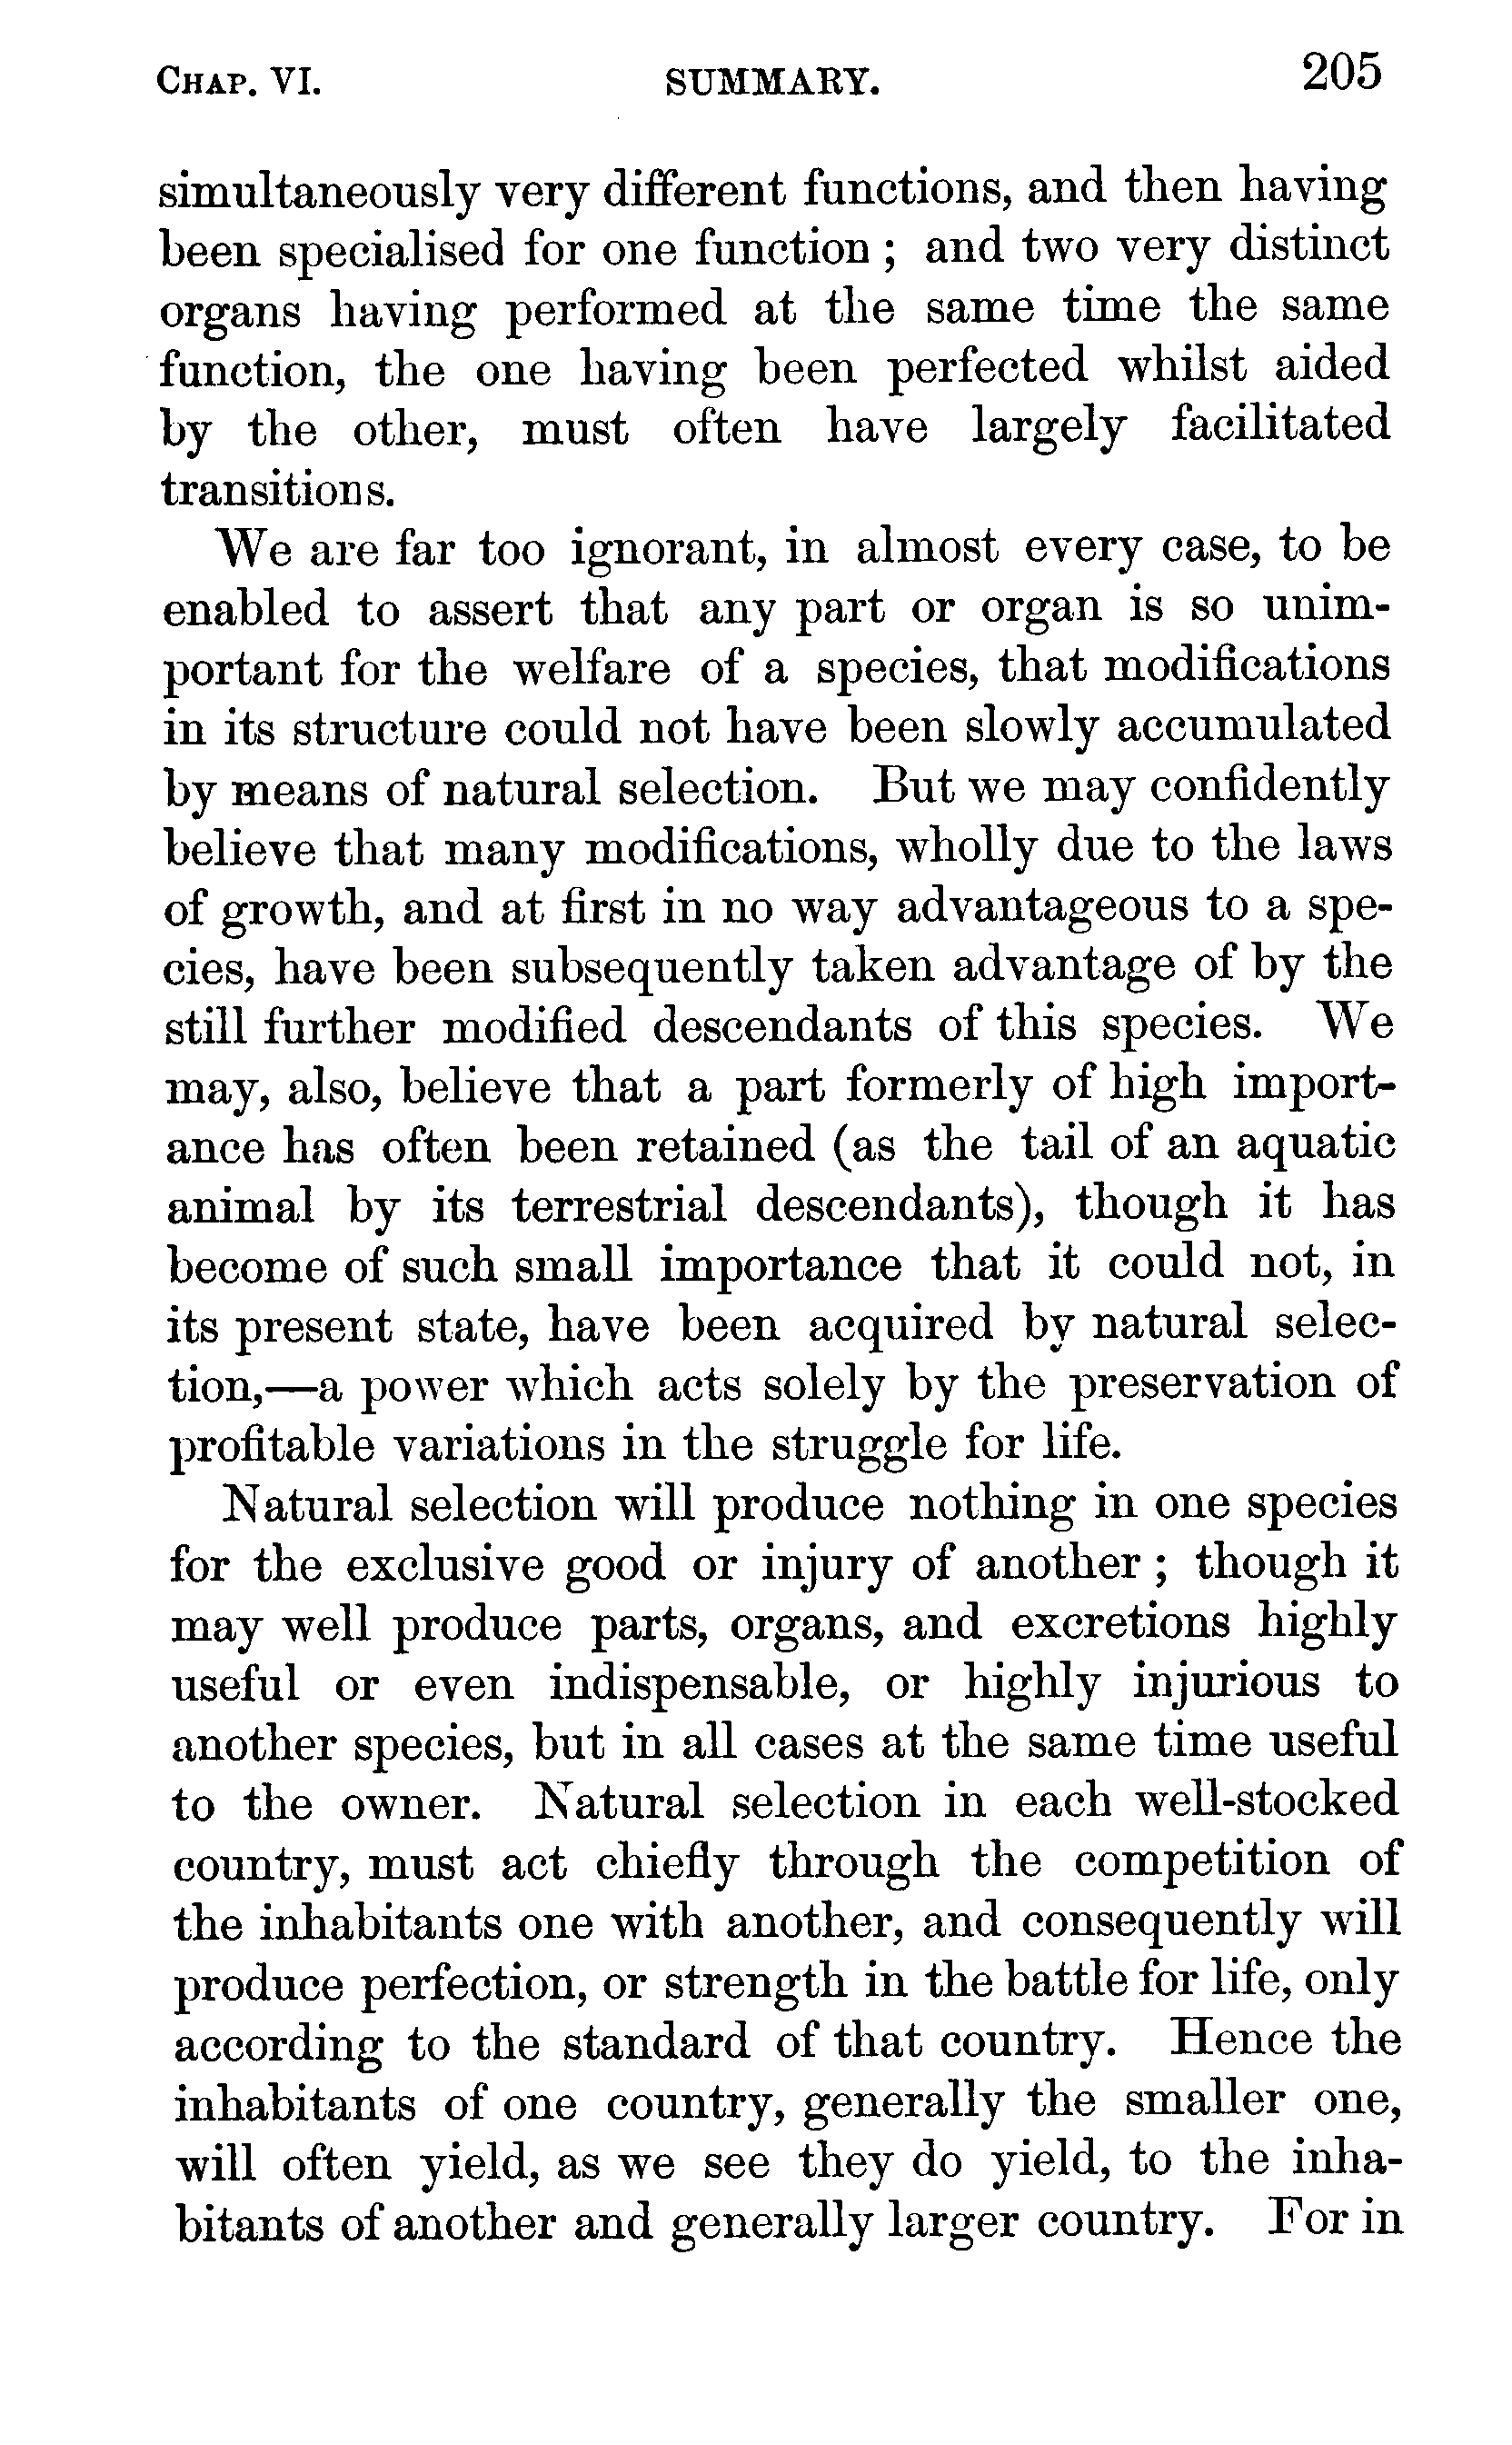 CHAP. VI. SUMMARY. 205
simultaneously very different functions, and then having
been specialised for one function ; and two very distinct
organs having performed at the same time the same
function, the one having been perfected whilst aided
by the other, must often have largely facilitated
transitions.
We are far too ignorant, in almost every case, to be
enabled to assert that any part or organ is so unim-
portant for the welfare of a species, that modifications
in its structure could not have been slowly accumulated
by means of natural selection. But we may confidently
believe that many modifications, wholly due to the laws
of growth, and at first in no way advantageous to a spe-
cies, have been subsequently taken advantage of by the
still further modified descendants of this species. We
may, also, believe that a part formerly of high import-
ance has often been retained (as the tail of an aquatic
animal by its terrestrial descendants), though it has
become of such small importance that it could not, in
its present state, have been acquired by natural selec-
tion,—a power which acts solely by the preservation of
profitable variations in the struggle for life.
Natural selection will produce nothing in one species
for the exclusive good or injury of another ; though it
may well produce parts, organs, and excretions highly
useful or even indispensable, or highly injurious to
another species, but in all cases at the same time useful
to the owner. Natural selection in each well-stocked
country, must act chiefly through the competition of
the inhabitants one with another, and consequently will
produce perfection, or strength in the battle for life, only
according to the standard of that country. Hence the
inhabitants of one country, generally the smaller one,
will often yield, as we see they do yield, to the inha-
bitants of another and generally larger country. For in